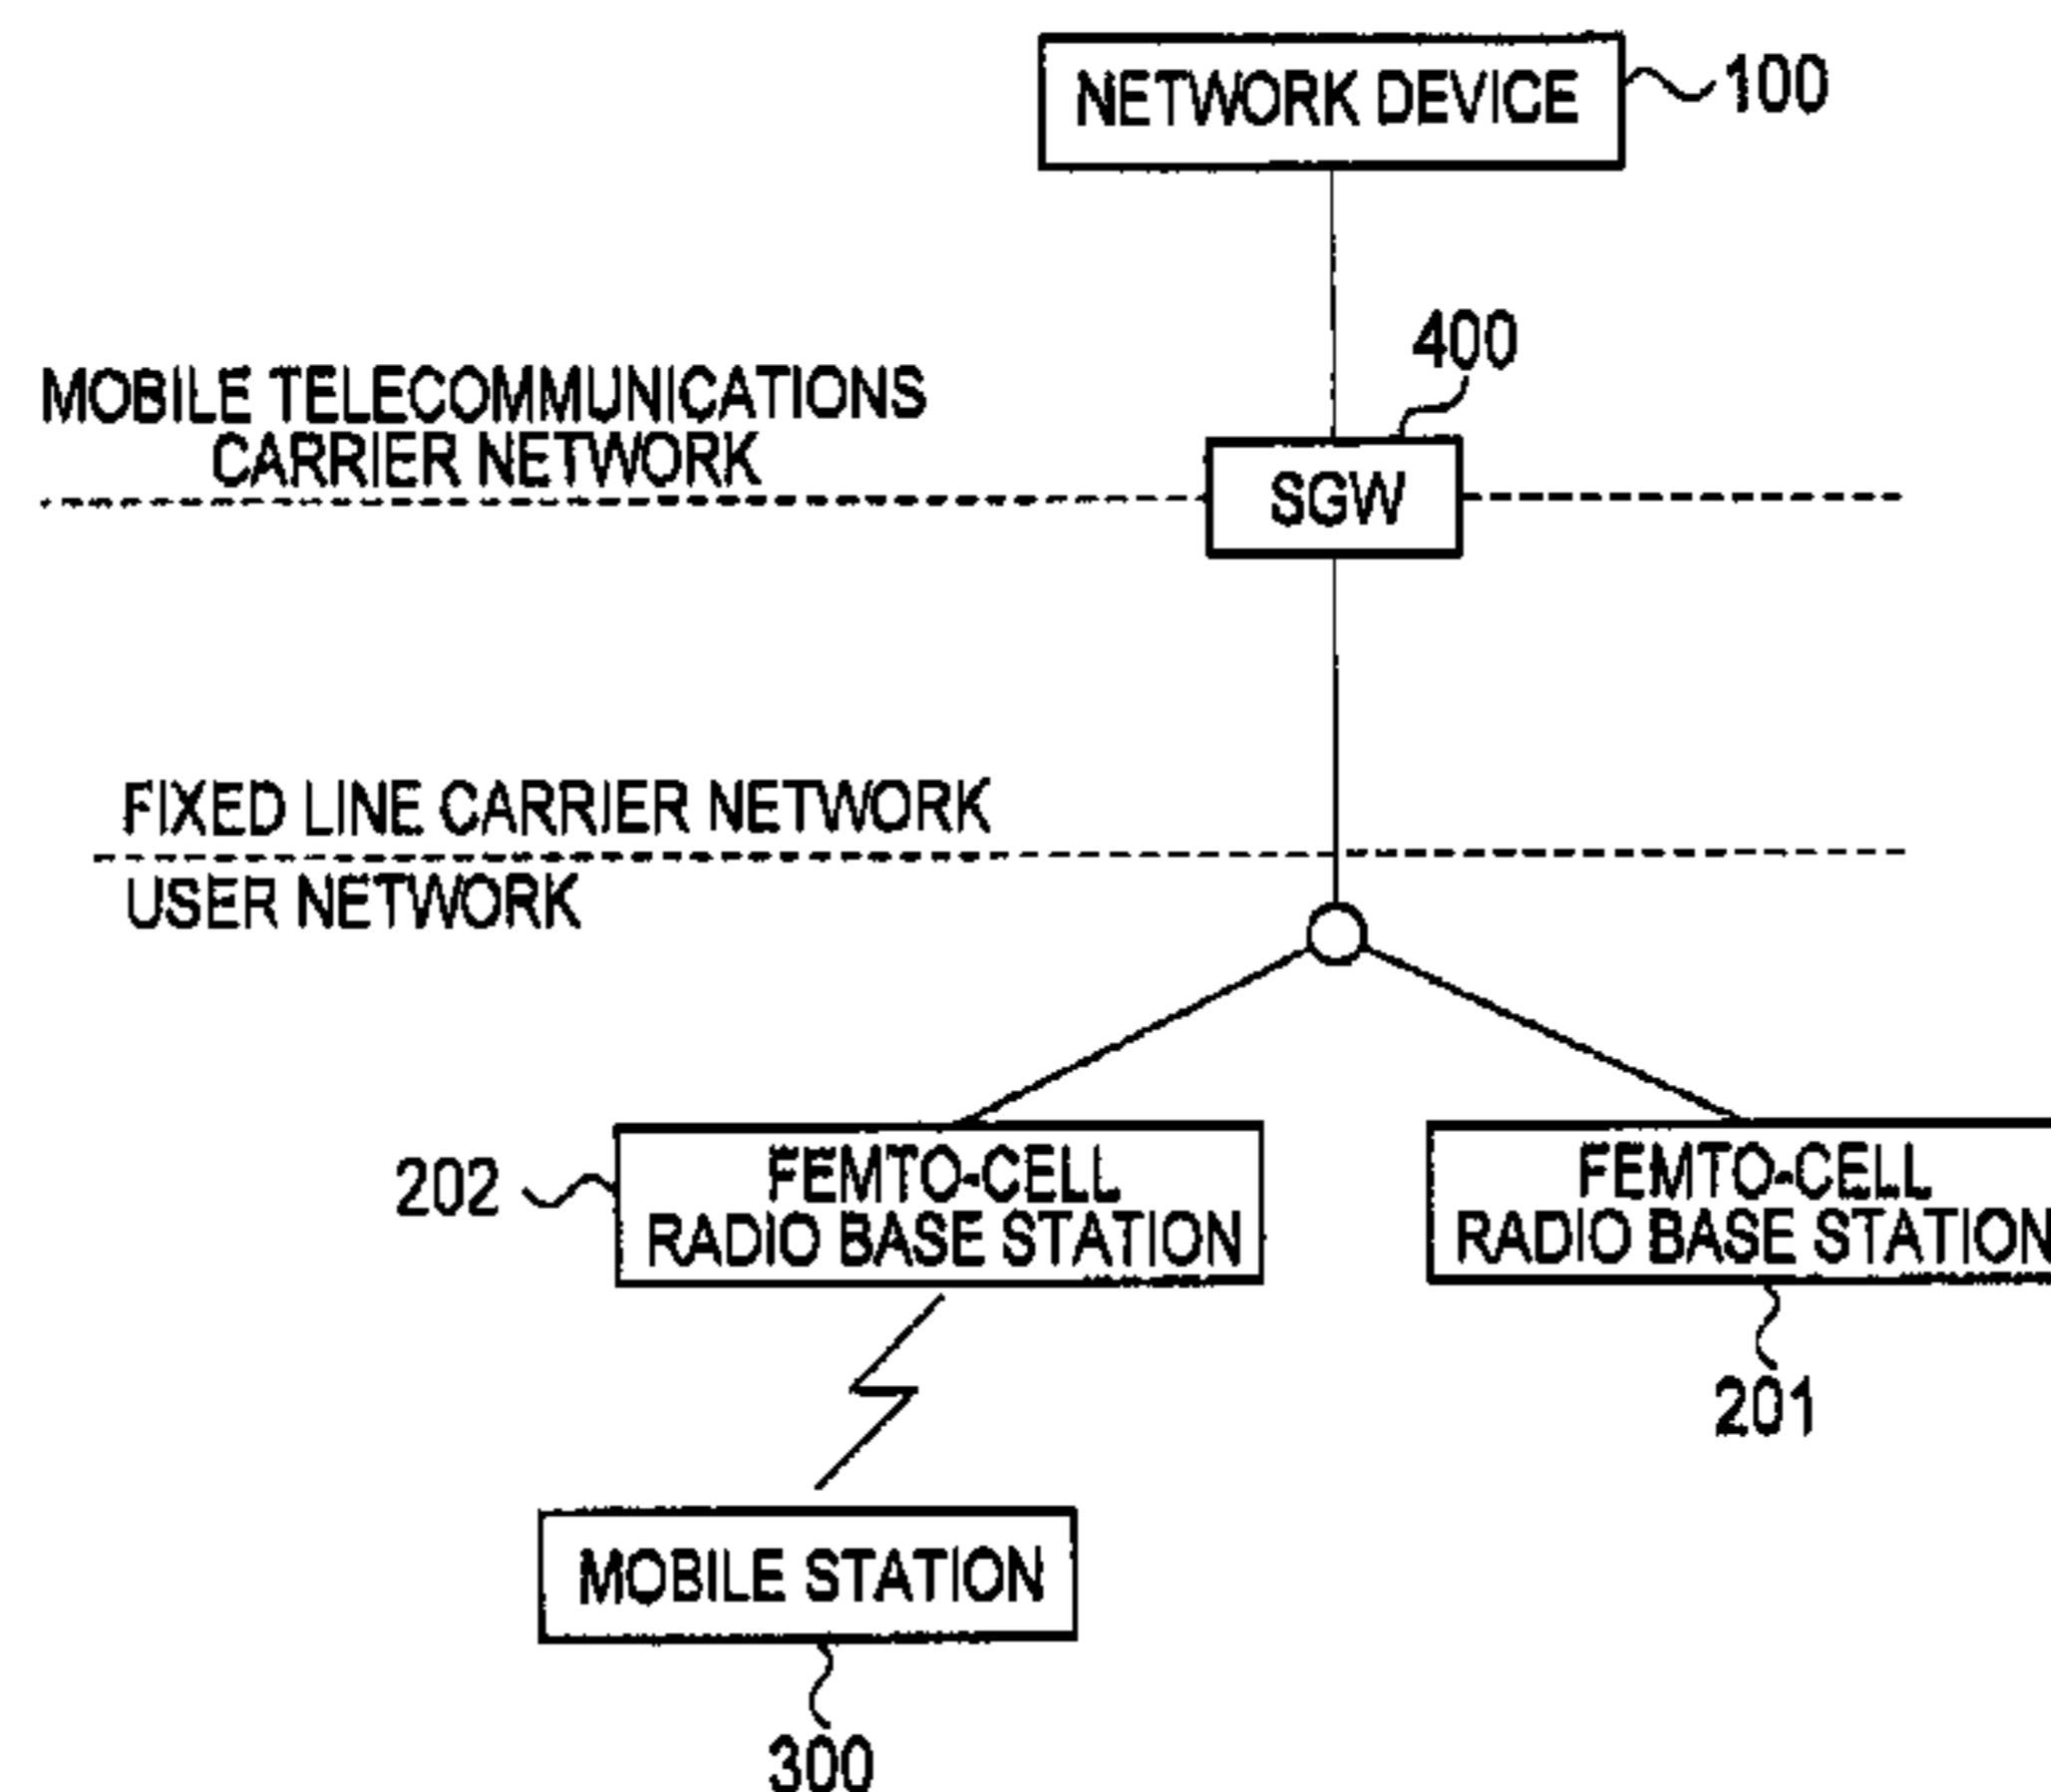 NETWORK DEVICE
100
400
MOBILE TELECOMMUNICATIONS
CARRIER NETWORK
SGW
FIXED LINE CARRIER NETWORK
USER NETWORK
202
FEMTO-CELL
RADIO BASE STATION
FEMTO-CELL
RADIO BASE STATION
201
MOBILE STATION
300